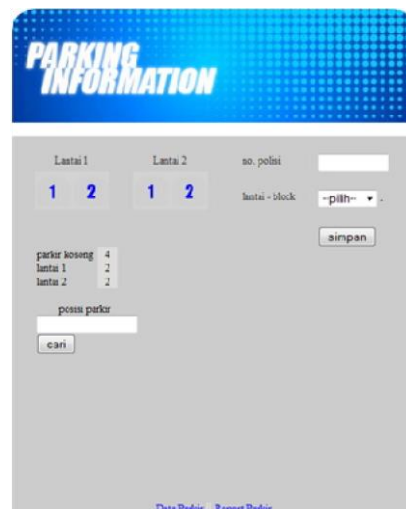 PARKING
INFORMATION
Lantai 1 Lantai 2 no. polisi
1 2 1 2
lantai - block --pilih-- -
simpan
parkir kosong 4
lantai 1 2
lantai 2 2
posisi parkir
cari
Data Parkir Report Parkir